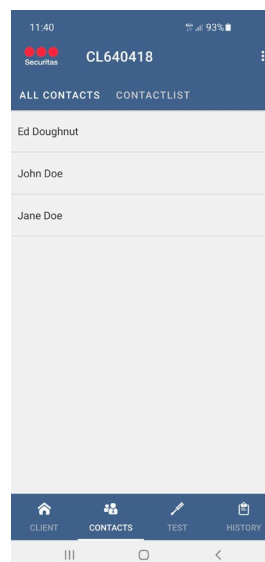 11:40
93%
Securitas
CL640418
ALL CONTACTS
CONTACTLIST
Ed Doughnut
John Doe
Jane Doe
CLIENT
CONTACTS
TEST
HISTORY